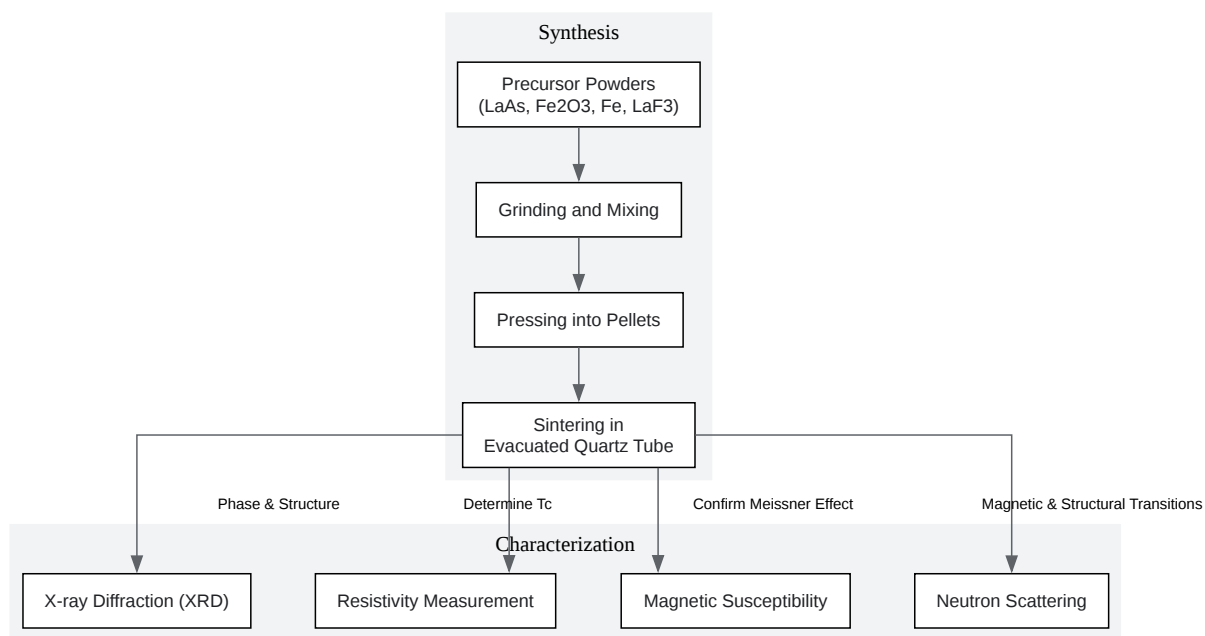 Synthesis
Precursor Powders
(LaAs, Fe2O3, Fe, LaF3)
Grinding and Mixing
Pressing into Pellets
Sintering in
Evacuated Quartz Tube
Phase & Structure
Determine Tc
Confirm Meissner Effect
Magnetic & Structural Transitions
Characterization
X-ray Diffraction (XRD)
Resistivity Measurement
Magnetic Susceptibility
Neutron Scattering